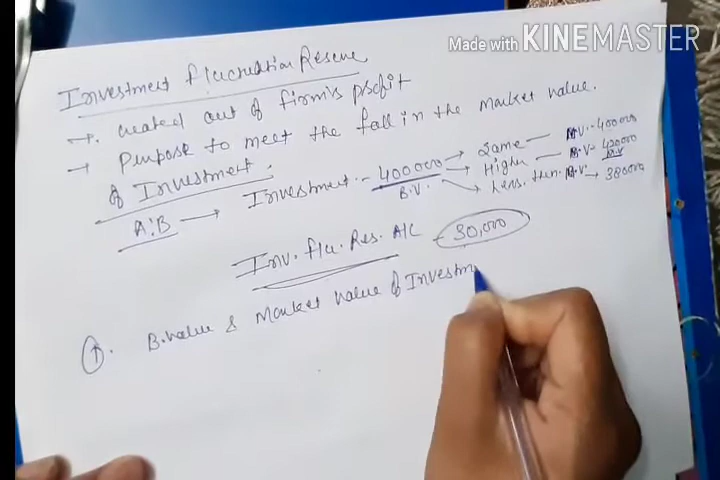 Made with KINEMASTER
Investment fluctuation Reserve
→ created out of firm's profit
→ Purpose to meet the fall in the market value.
of Investment.
A:B → Investment - 400000 → Same — M.V.- 400000
B.V. → Higher — B.V- 420000
M.V
→ Less. then. B.V → 380000
Inv. flu. Res. A/C - 30,000
1. B.value & Market value of Investm